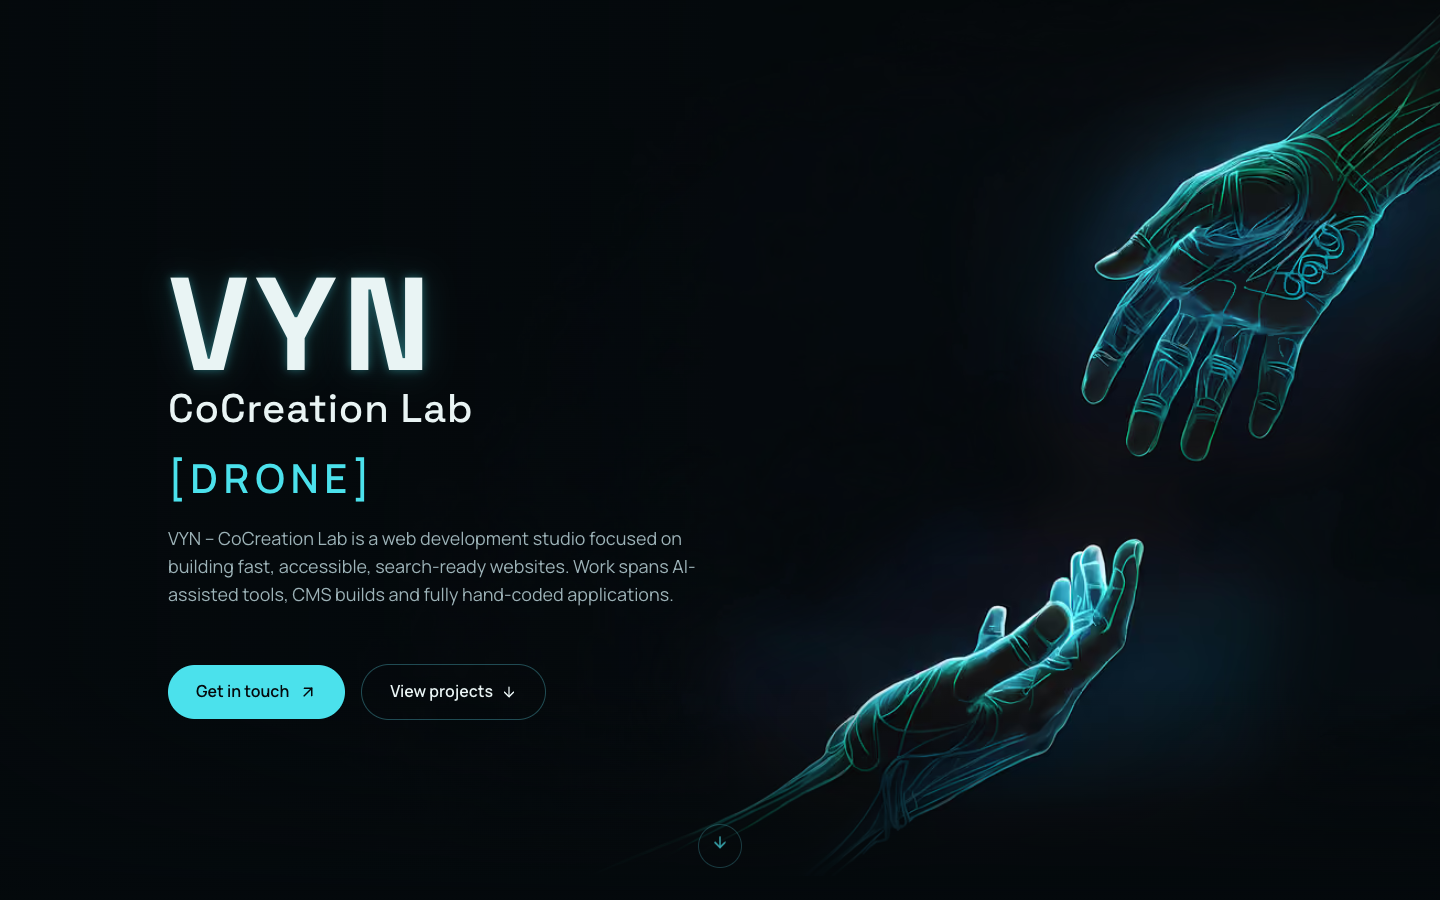 VYN
CoCreation Lab
[DRONE]
VYN – CoCreation Lab is a web development studio focused on
building fast, accessible, search-ready websites. Work spans AI-
assisted tools, CMS builds and fully hand-coded applications.
Get in touch
View projects